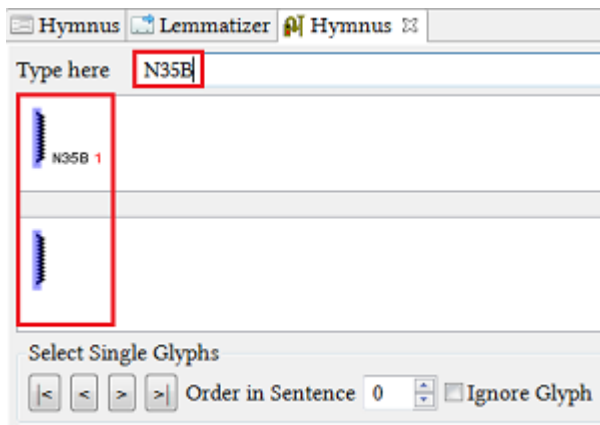 Hymnus Lemmatizer Hymnus
Type here N35B
N35B 1
Select Single Glyphs
|< < > >| Order in Sentence 0 Ignore Glyph